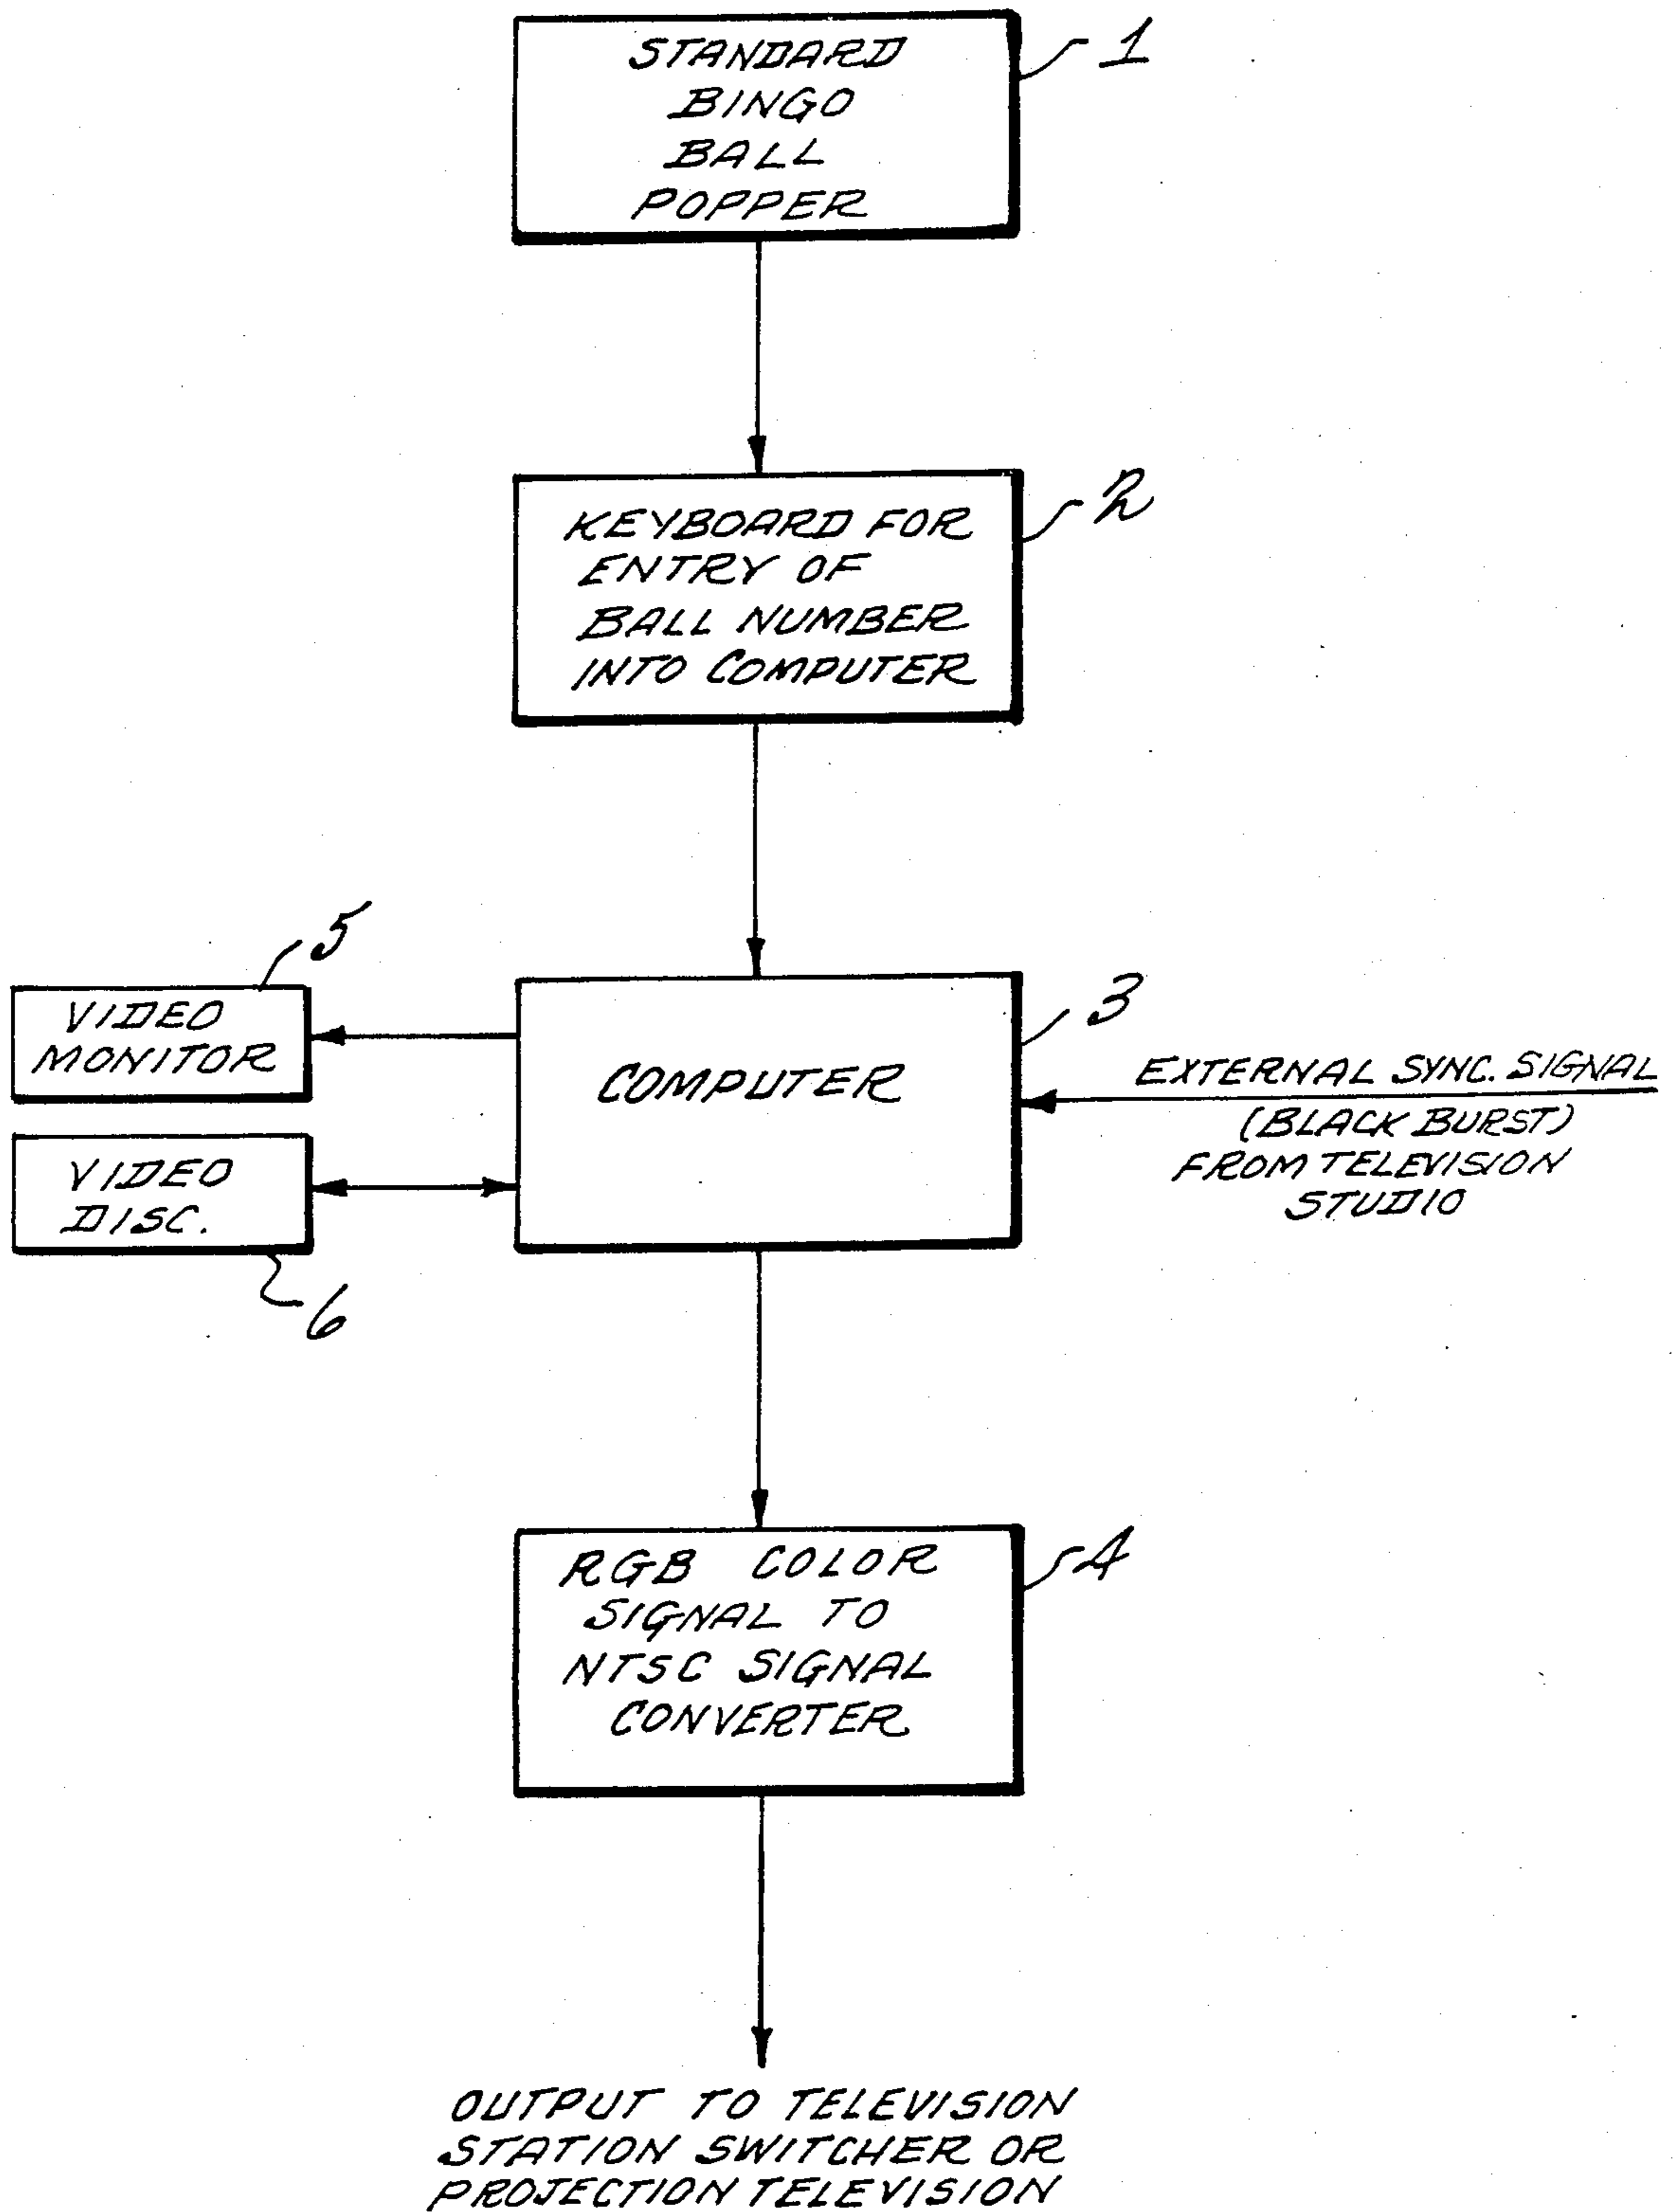 STANDARD
BINGO
BALL
POPPER
1
KEYBOARD FOR
ENTRY OF
BALL NUMBER
INTO COMPUTER
2
5
VIDEO
MONITOR
COMPUTER
3
EXTERNAL SYNC. SIGNAL
(BLACK BURST)
FROM TELEVISION
STUDIO
VIDEO
DISC.
6
RGB COLOR
SIGNAL TO
NTSC SIGNAL
CONVERTER
4
OUTPUT TO TELEVISION
STATION SWITCHER OR
PROJECTION TELEVISION